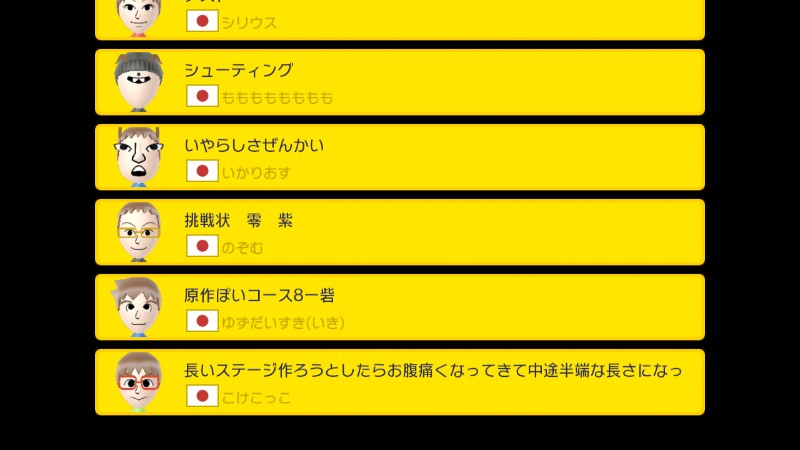 シリウス
シューティング
もももももももも
いやらしさぜんかい
いかりおす
挑戦状　零　紫
のぞむ
原作ぽいコース8ー砦
ゆずだいすき(いき)
長いステージ作ろうとしたらお腹痛くなってきて中途半端な長さになっ
こけこっこ